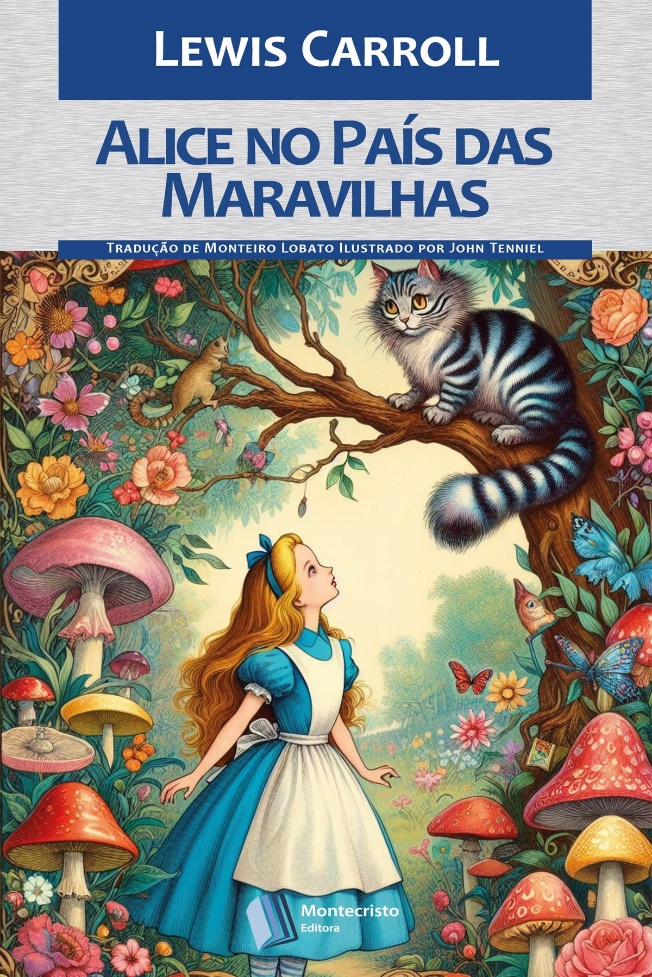 Lewis Carroll
Alice no País das
Maravilhas
Tradução de Monteiro Lobato Ilustrado por John Tenniel
Montecristo
Editora